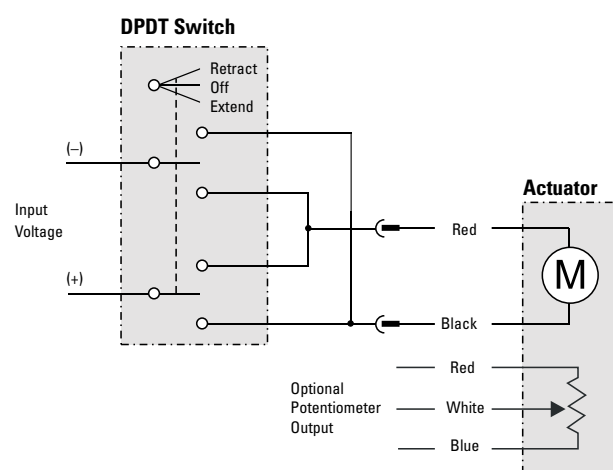 DPDT Switch
Retract
Off
Extend
(–)
Input
Voltage
(+)
Actuator
Red
M
Black
Red
Optional
Potentiometer
Output
White
Blue